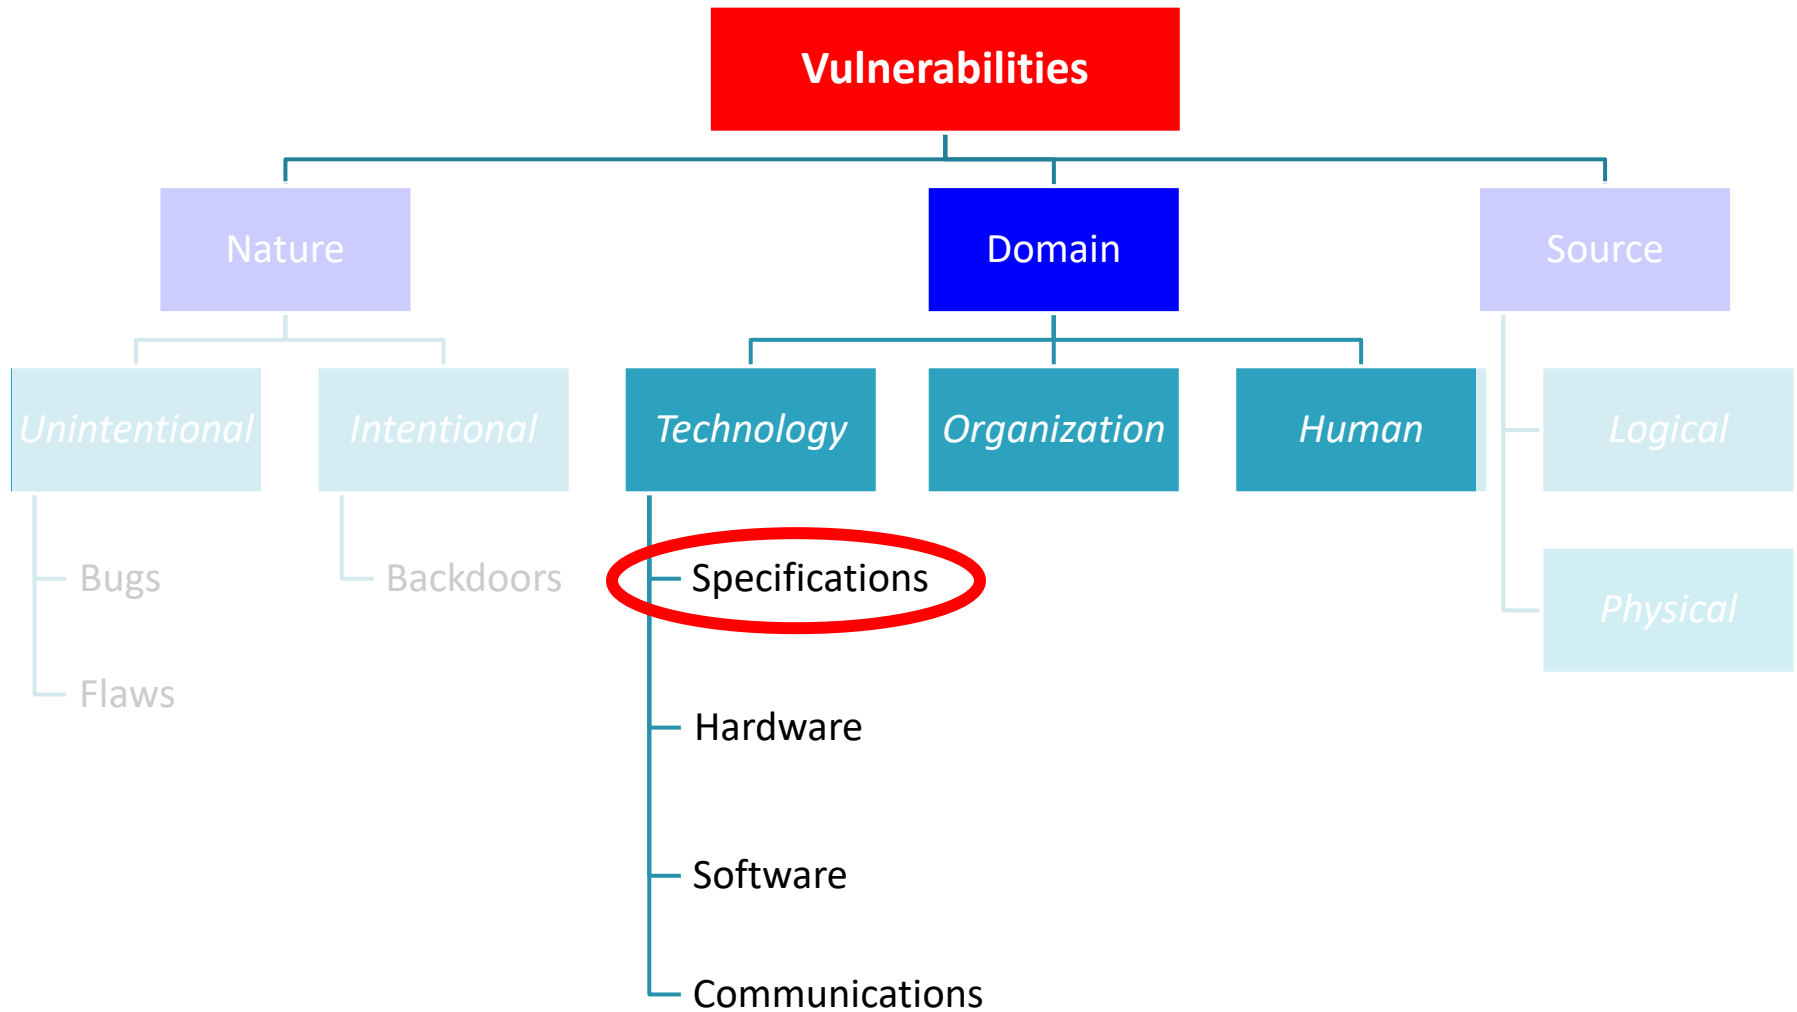 Vulnerabilities
Nature
Domain
Source
Unintentional
Intentional
Technology
Organization
Human
Logical
Bugs
Backdoors
Specifications
Physical
Flaws
Hardware
Software
Communications